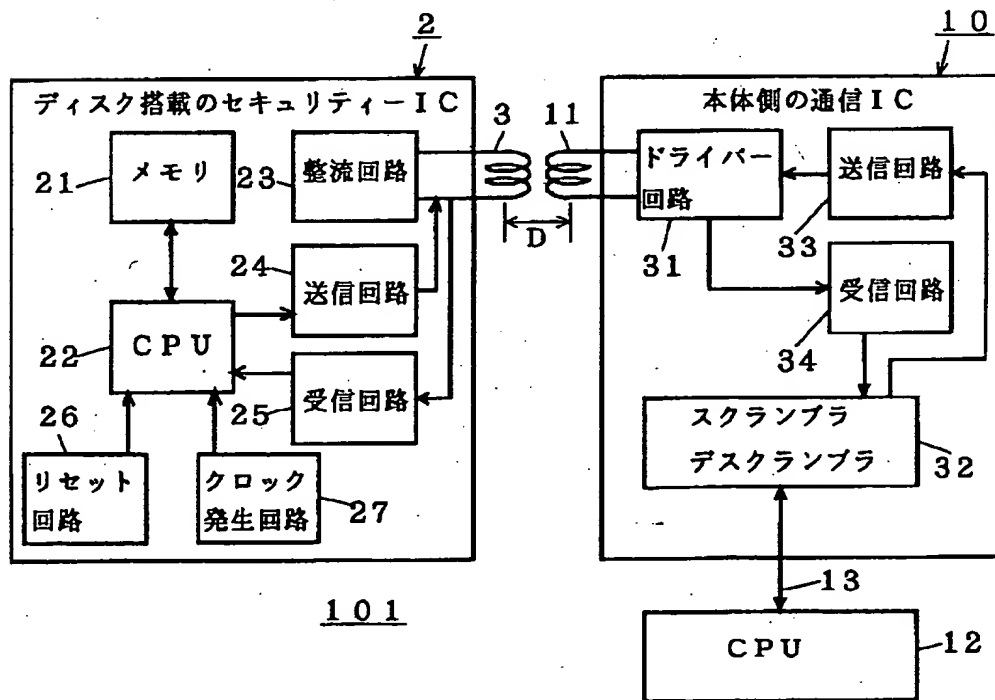 2
10
ディスク搭載のセキュリティーIC
本体側の通信IC
メモリ
21
整流回路
23
3
11
D
ドライバー
回路
31
送信回路
33
24
送信回路
受信回路
34
CPU
22
25
受信回路
26
リセット
回路
クロック
発生回路
27
スクランブラ
デスクランブラ
32
101
13
CPU
12